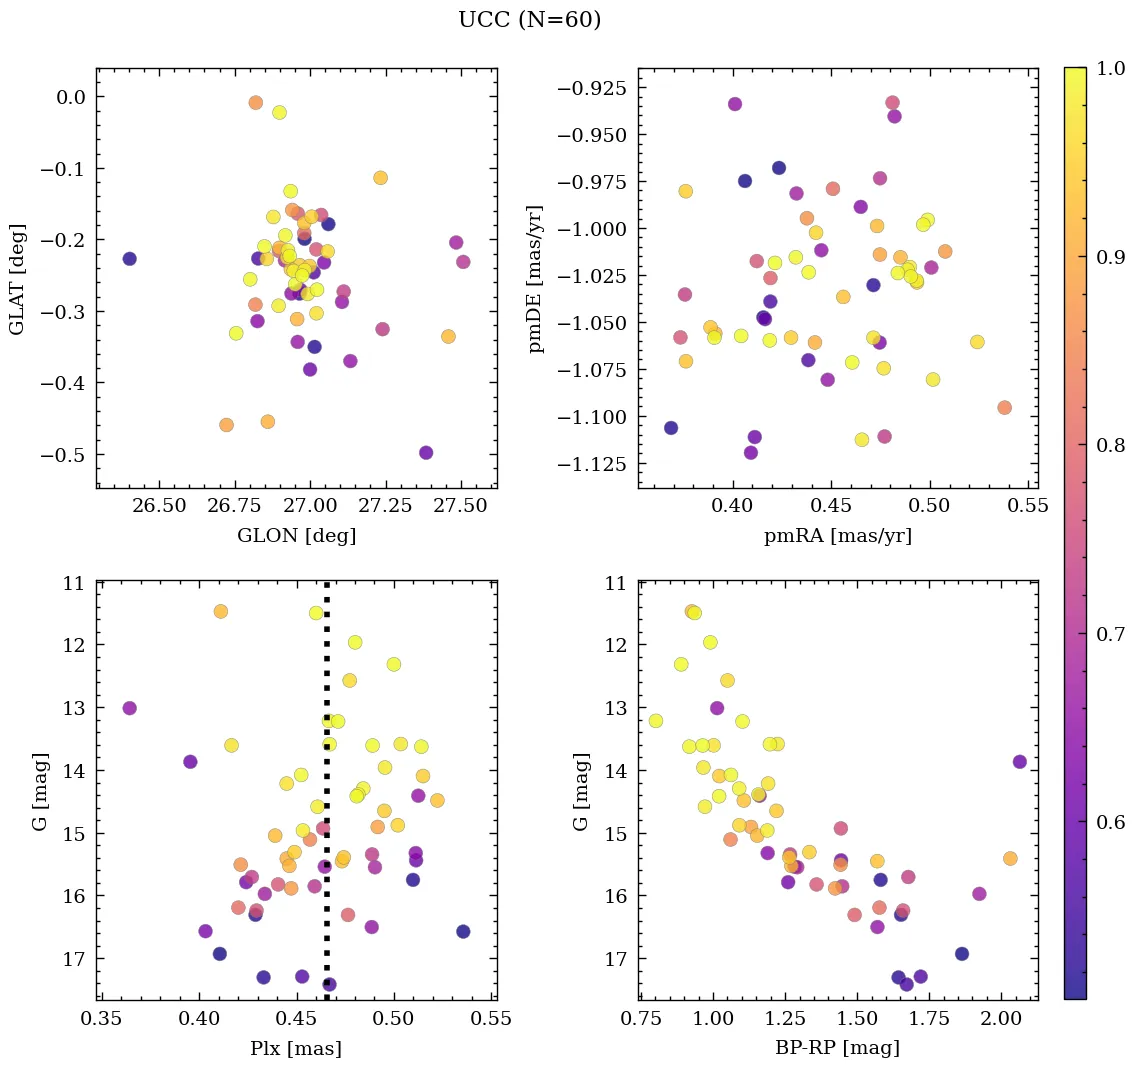 UCC (N=60)
0.0
−0.1
−0.2
−0.3
−0.4
−0.5
GLAT [deg]
26.50 26.75 27.00 27.25 27.50
GLON [deg]
−0.925
−0.950
−0.975
−1.000
−1.025
−1.050
−1.075
−1.100
−1.125
pmDE [mas/yr]
0.40 0.45 0.50 0.55
pmRA [mas/yr]
11
12
13
14
15
16
17
G [mag]
0.35 0.40 0.45 0.50 0.55
Plx [mas]
11
12
13
14
15
16
17
G [mag]
0.75 1.00 1.25 1.50 1.75 2.00
BP-RP [mag]
1.0
0.9
0.8
0.7
0.6